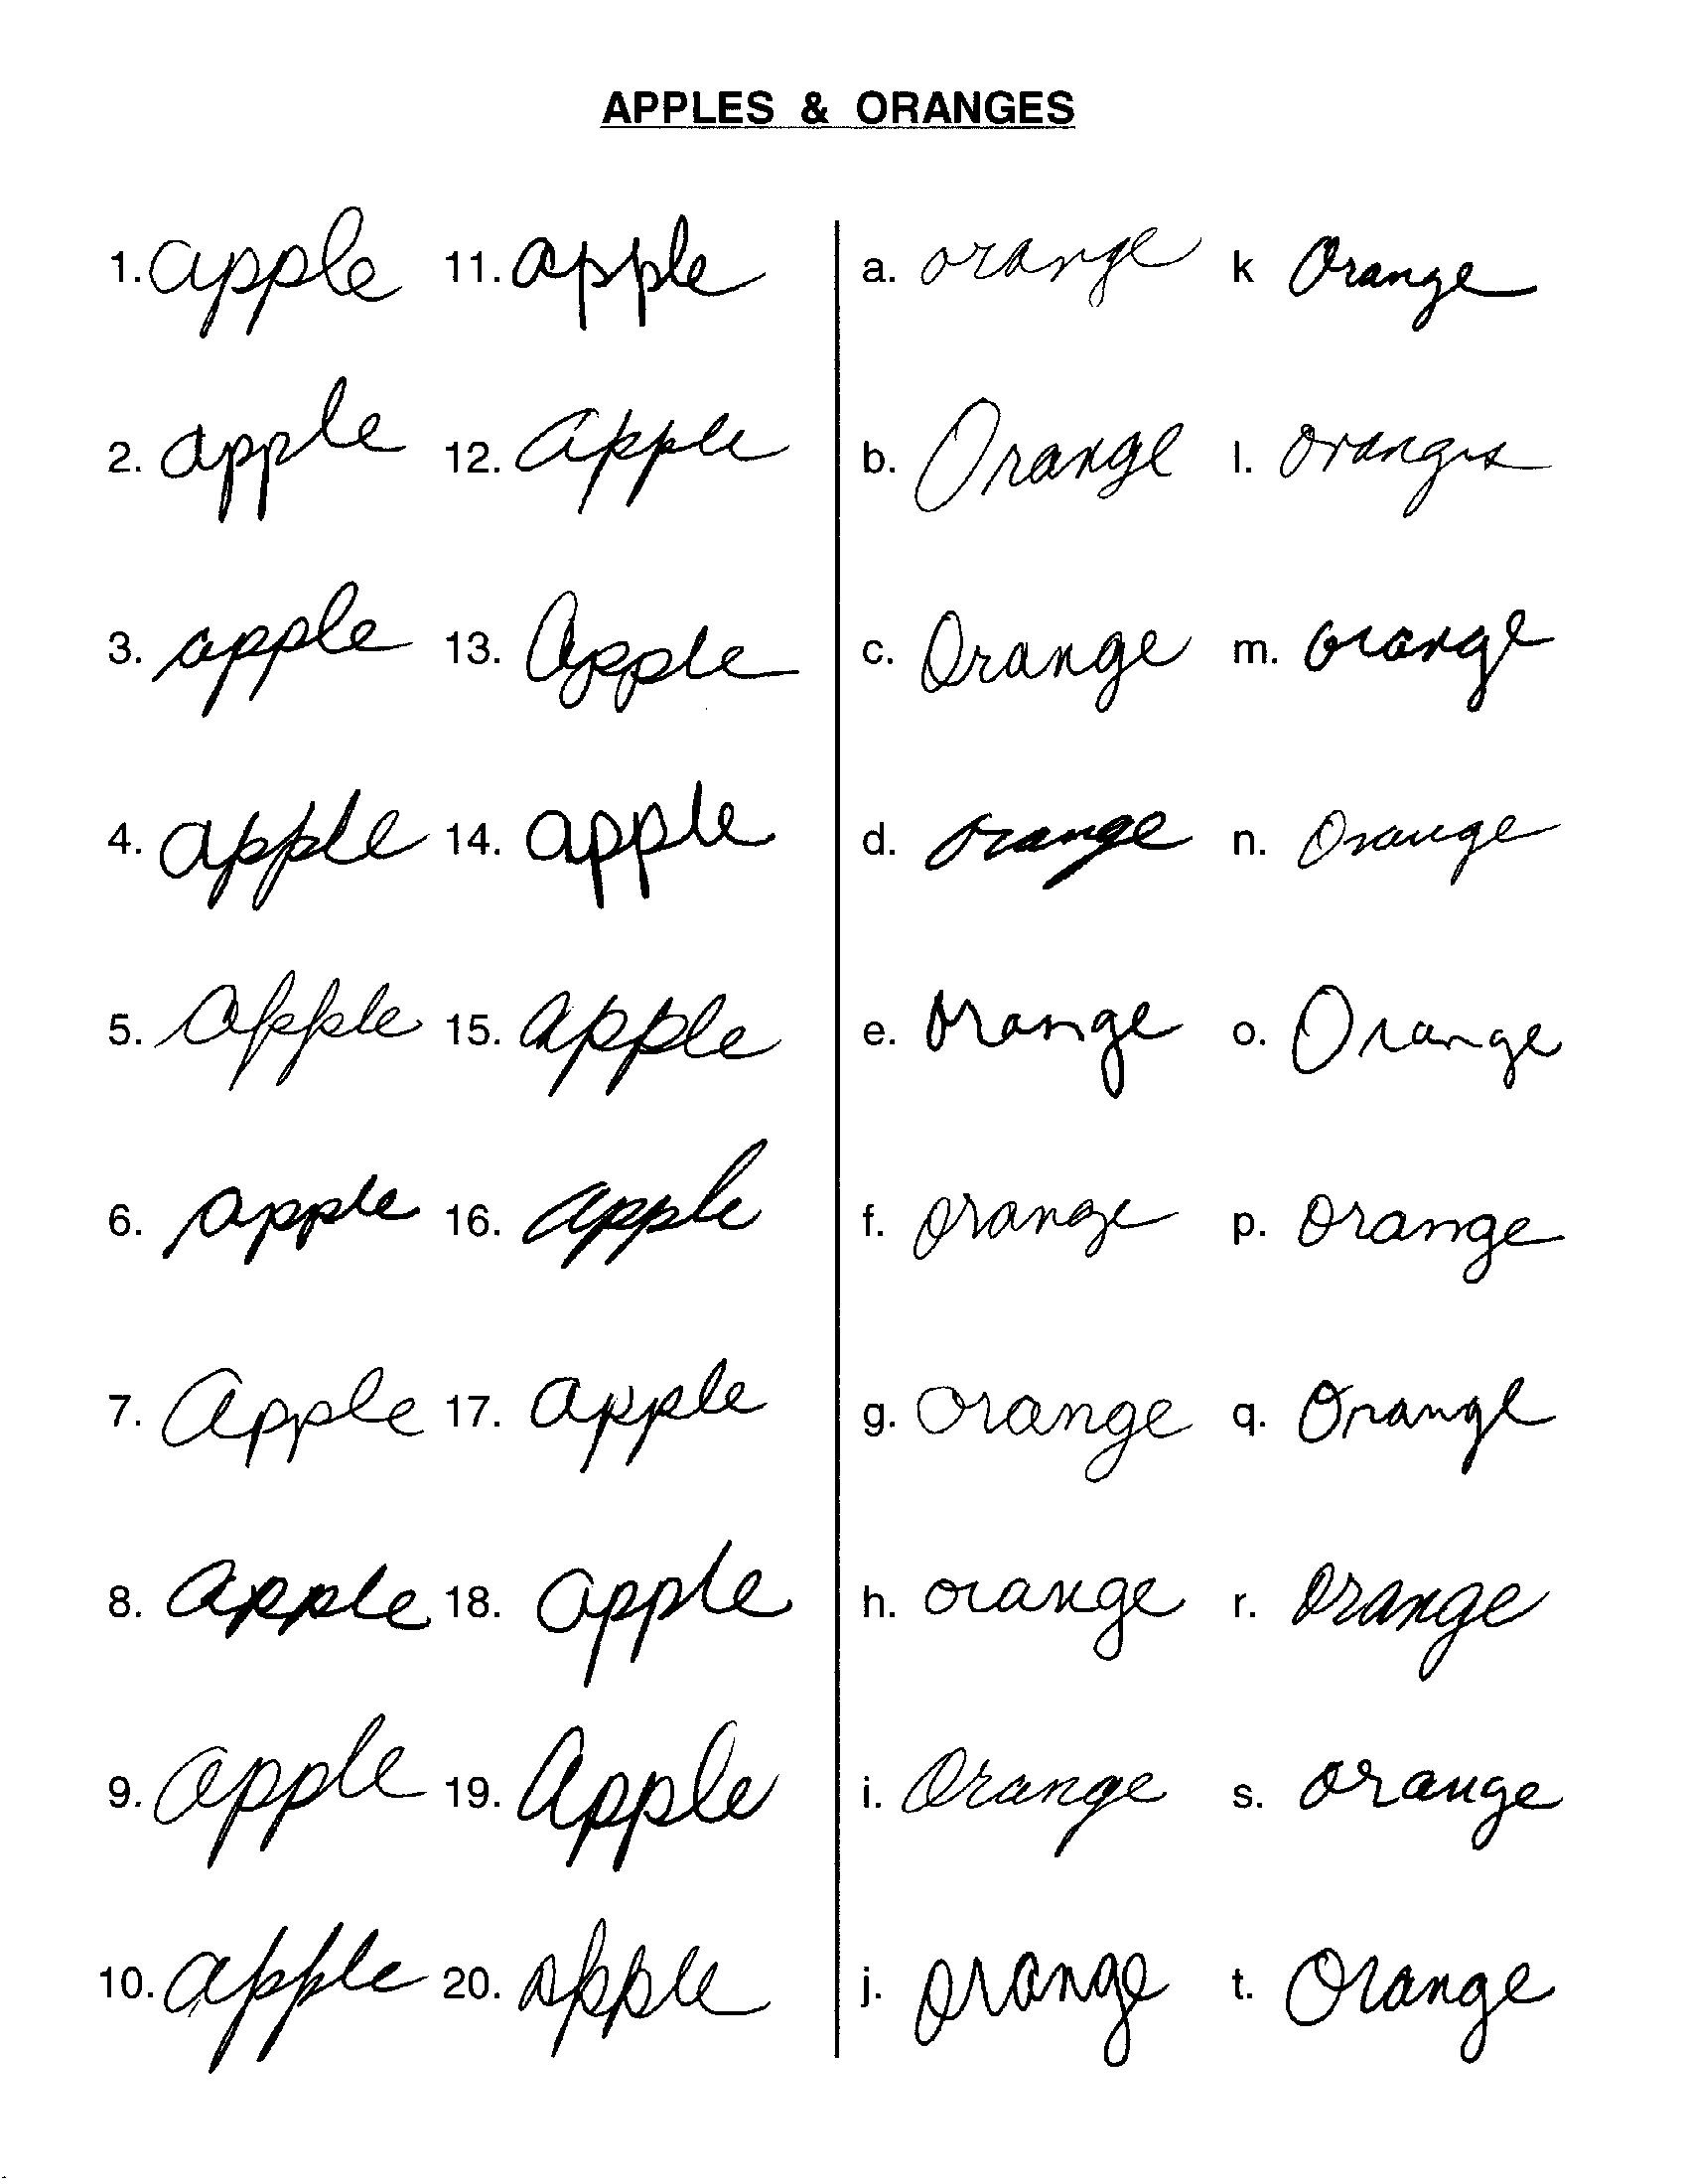 APPLES & ORANGES
1. apple 11. apple a. orange k Orange
2. apple 12. apple b. Orange l. oranges
3. apple 13. Apple c. Orange m. orange
4. apple 14. apple d. orange n. Orange
5. apple 15. apple e. orange o. Orange
6. apple 16. apple f. orange p. orange
7. apple 17. apple g. orange q. Orange
8. apple 18. apple h. orange r. orange
9. apple 19. Apple i. Orange s. orange
10. apple 20. apple j. orange t. Orange